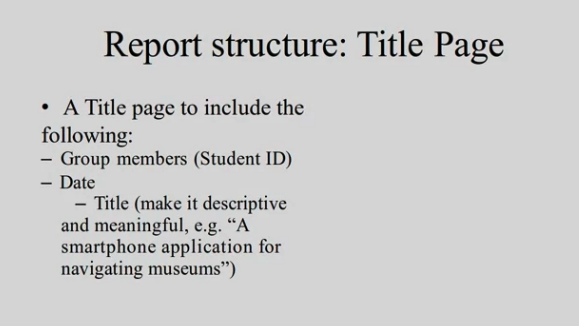 Report structure: Title Page
• A Title page to include the
following:
– Group members (Student ID)
– Date
– Title (make it descriptive
and meaningful, e.g. “A
smartphone application for
navigating museums”)